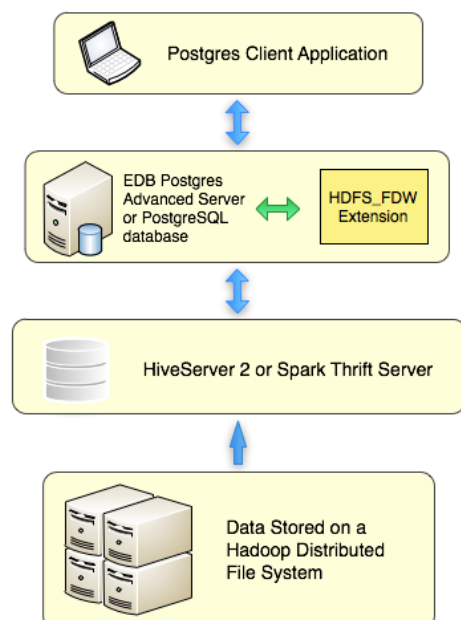 Postgres Client Application
EDB Postgres
Advanced Server
or PostgreSQL
database
HDFS_FDW
Extension
HiveServer 2 or Spark Thrift Server
Data Stored on a
Hadoop Distributed
File System